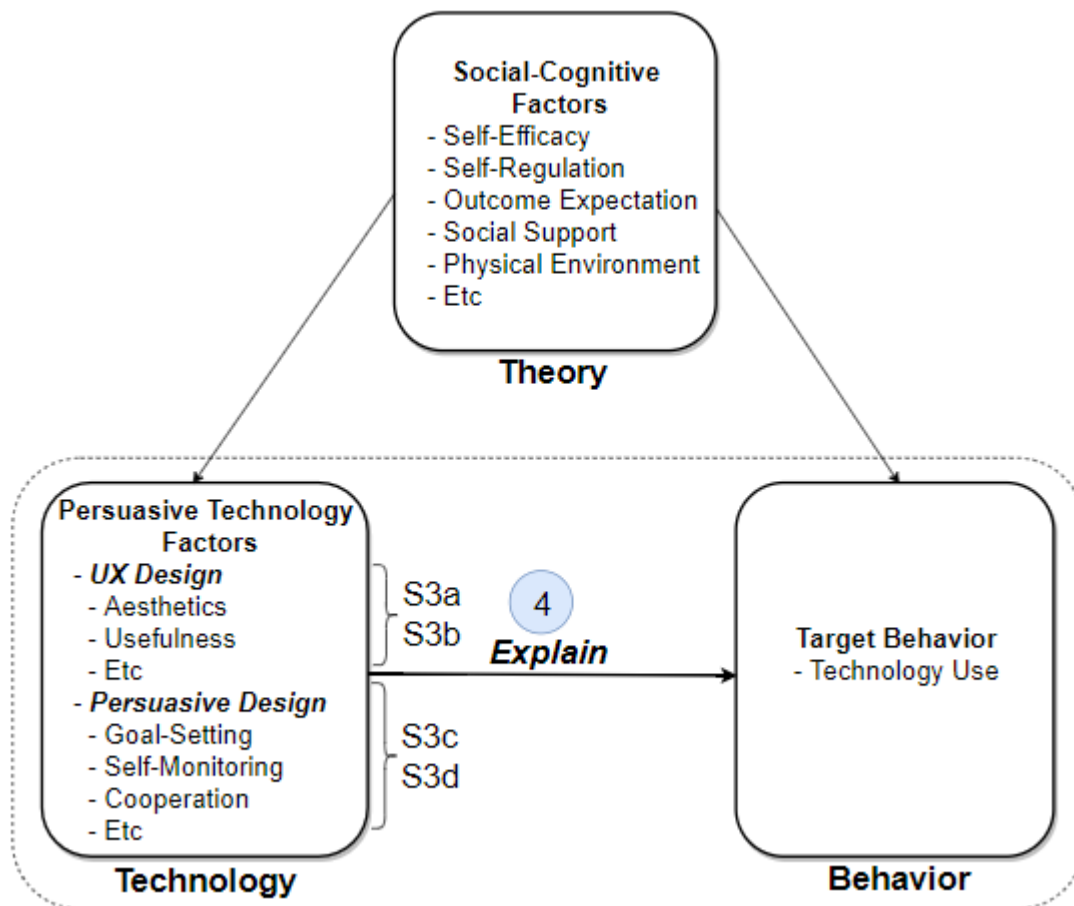 Social-Cognitive
Factors
- Self-Efficacy
- Self-Regulation
- Outcome Expectation
- Social Support
- Physical Environment
- Etc
Theory
Persuasive Technology
Factors
- UX Design
- Aesthetics
- Usefulness
- Etc
- Persuasive Design
- Goal-Setting
- Self-Monitoring
- Cooperation
- Etc
Technology
S3a
S3b
4
Explain
S3c
S3d
Target Behavior
- Technology Use
Behavior